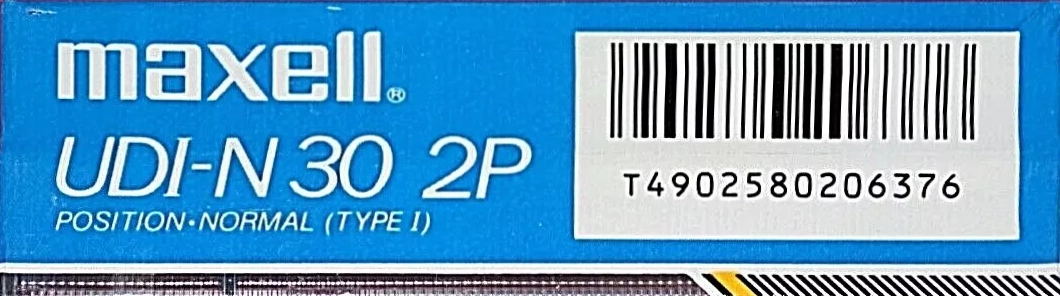 maxell®
UDI-N 30 2P
POSITION•NORMAL (TYPE I)
T4902580206376